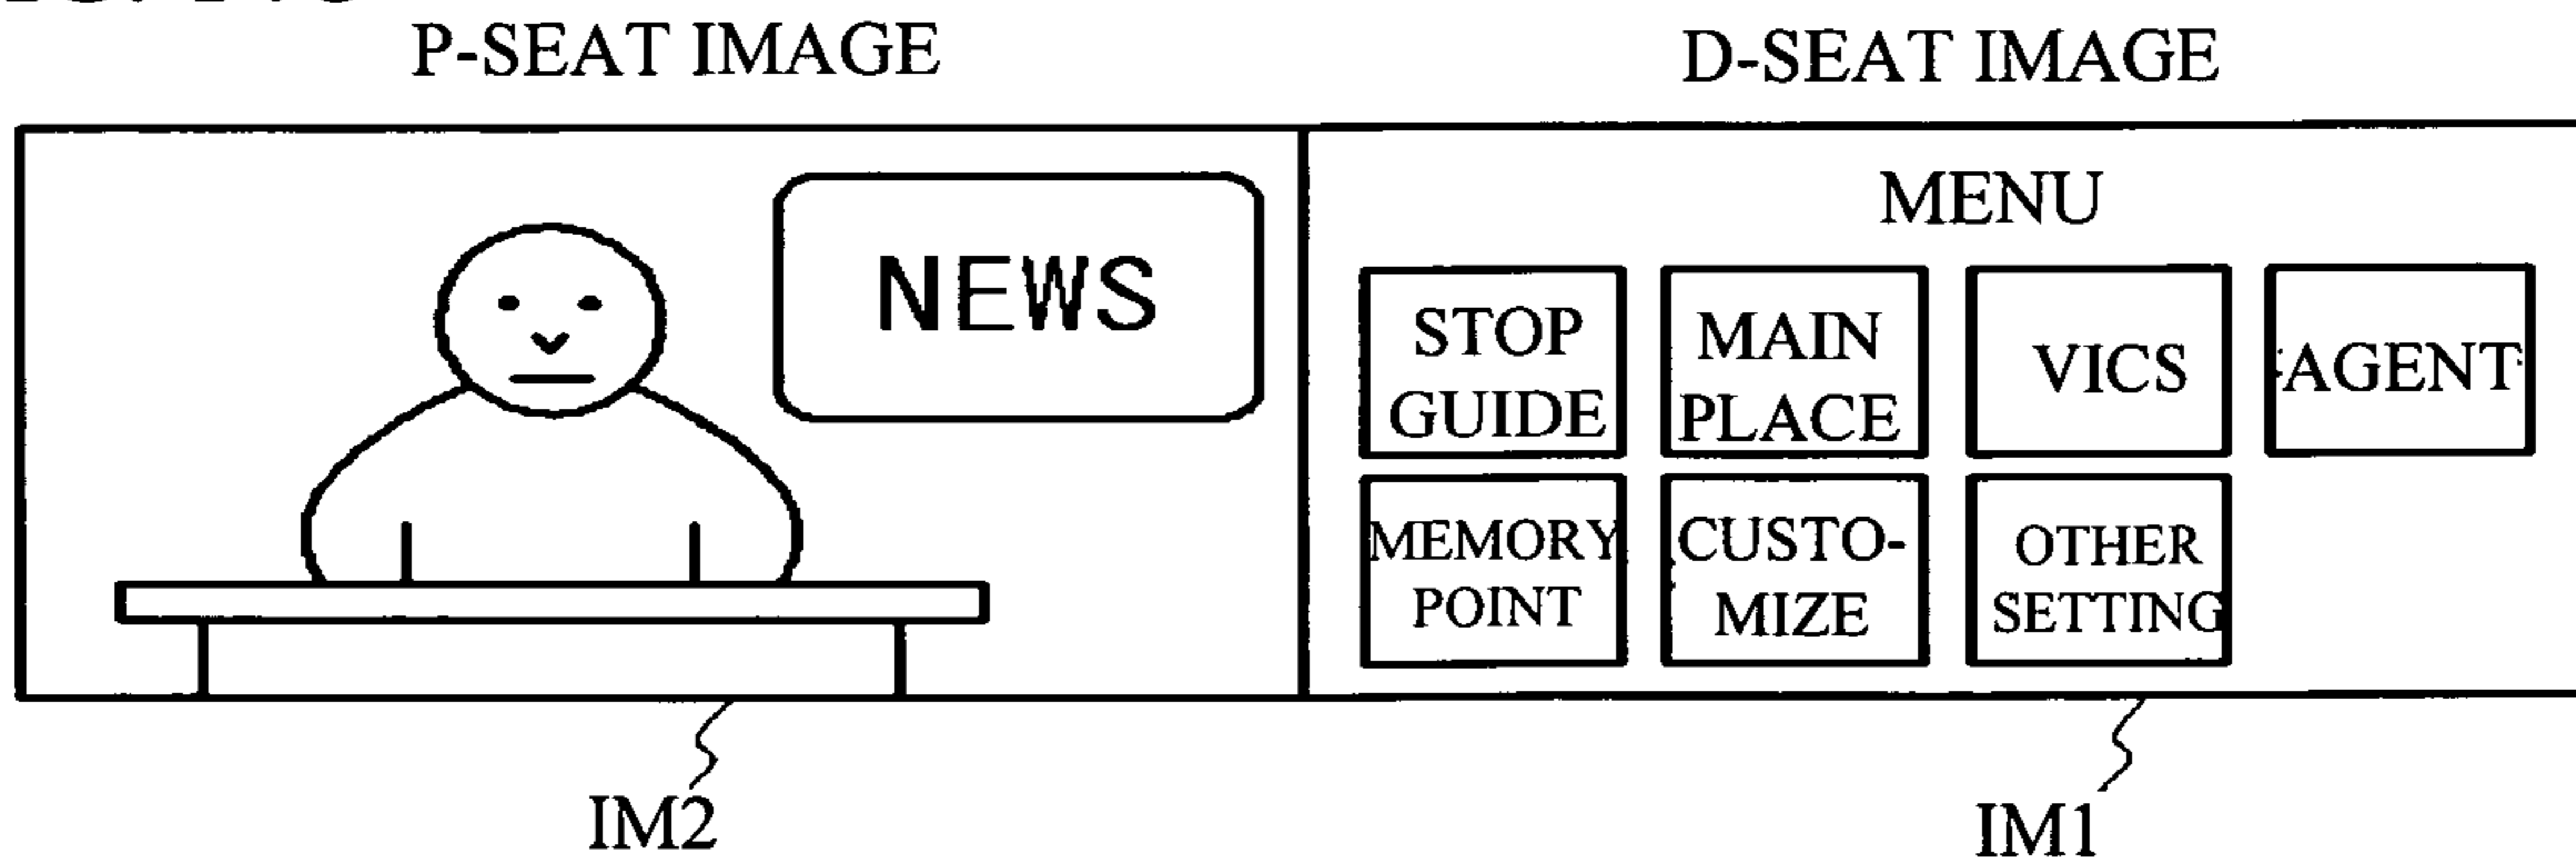 P-SEAT IMAGE
D-SEAT IMAGE
NEWS
MENU
STOP
GUIDE
MAIN
PLACE
VICS
AGENT
MEMORY
POINT
CUSTO-
MIZE
OTHER
SETTING
IM2
IM1